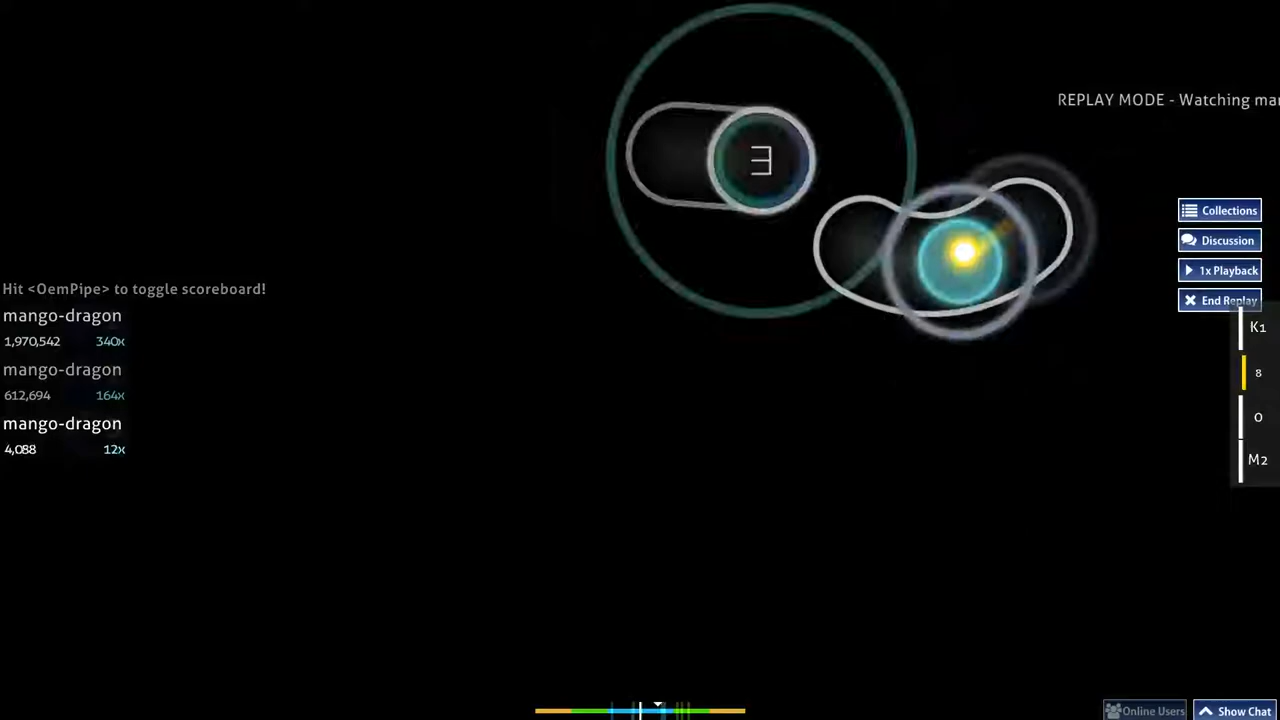 REPLAY MODE - Watching mar
3
Collections
Discussion
1x Playback
End Replay
Hit <OemPipe> to toggle scoreboard!
mango-dragon
1,970,542 340x
mango-dragon
612,694 164x
mango-dragon
4,088 12x
K1
8
0
M2
Online Users
Show Chat